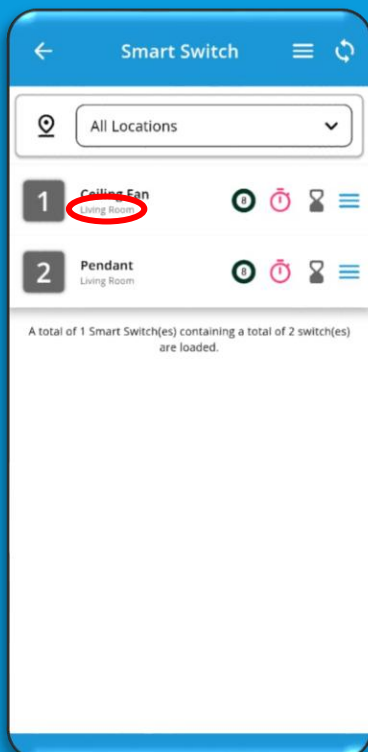 Smart Switch
All Locations
1
Ceiling Fan
8
Living Room
2
Pendant
8
Living Room
A total of 1 Smart Switch(es) containing a total of 2 switch(es)
are loaded.